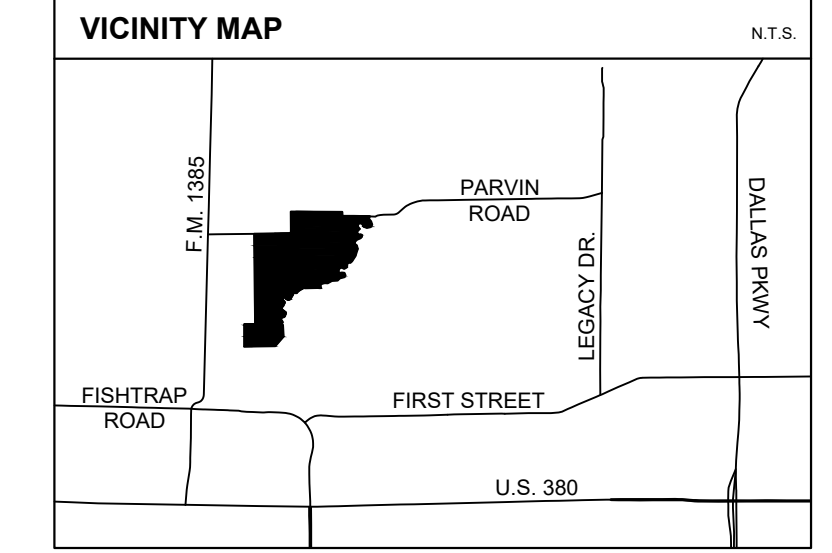 VICINITY MAP
N.T.S.
F.M. 1385
PARVIN
ROAD
DALLAS PKWY
LEGACY DR.
FISHTRAP
ROAD
FIRST STREET
U.S. 380